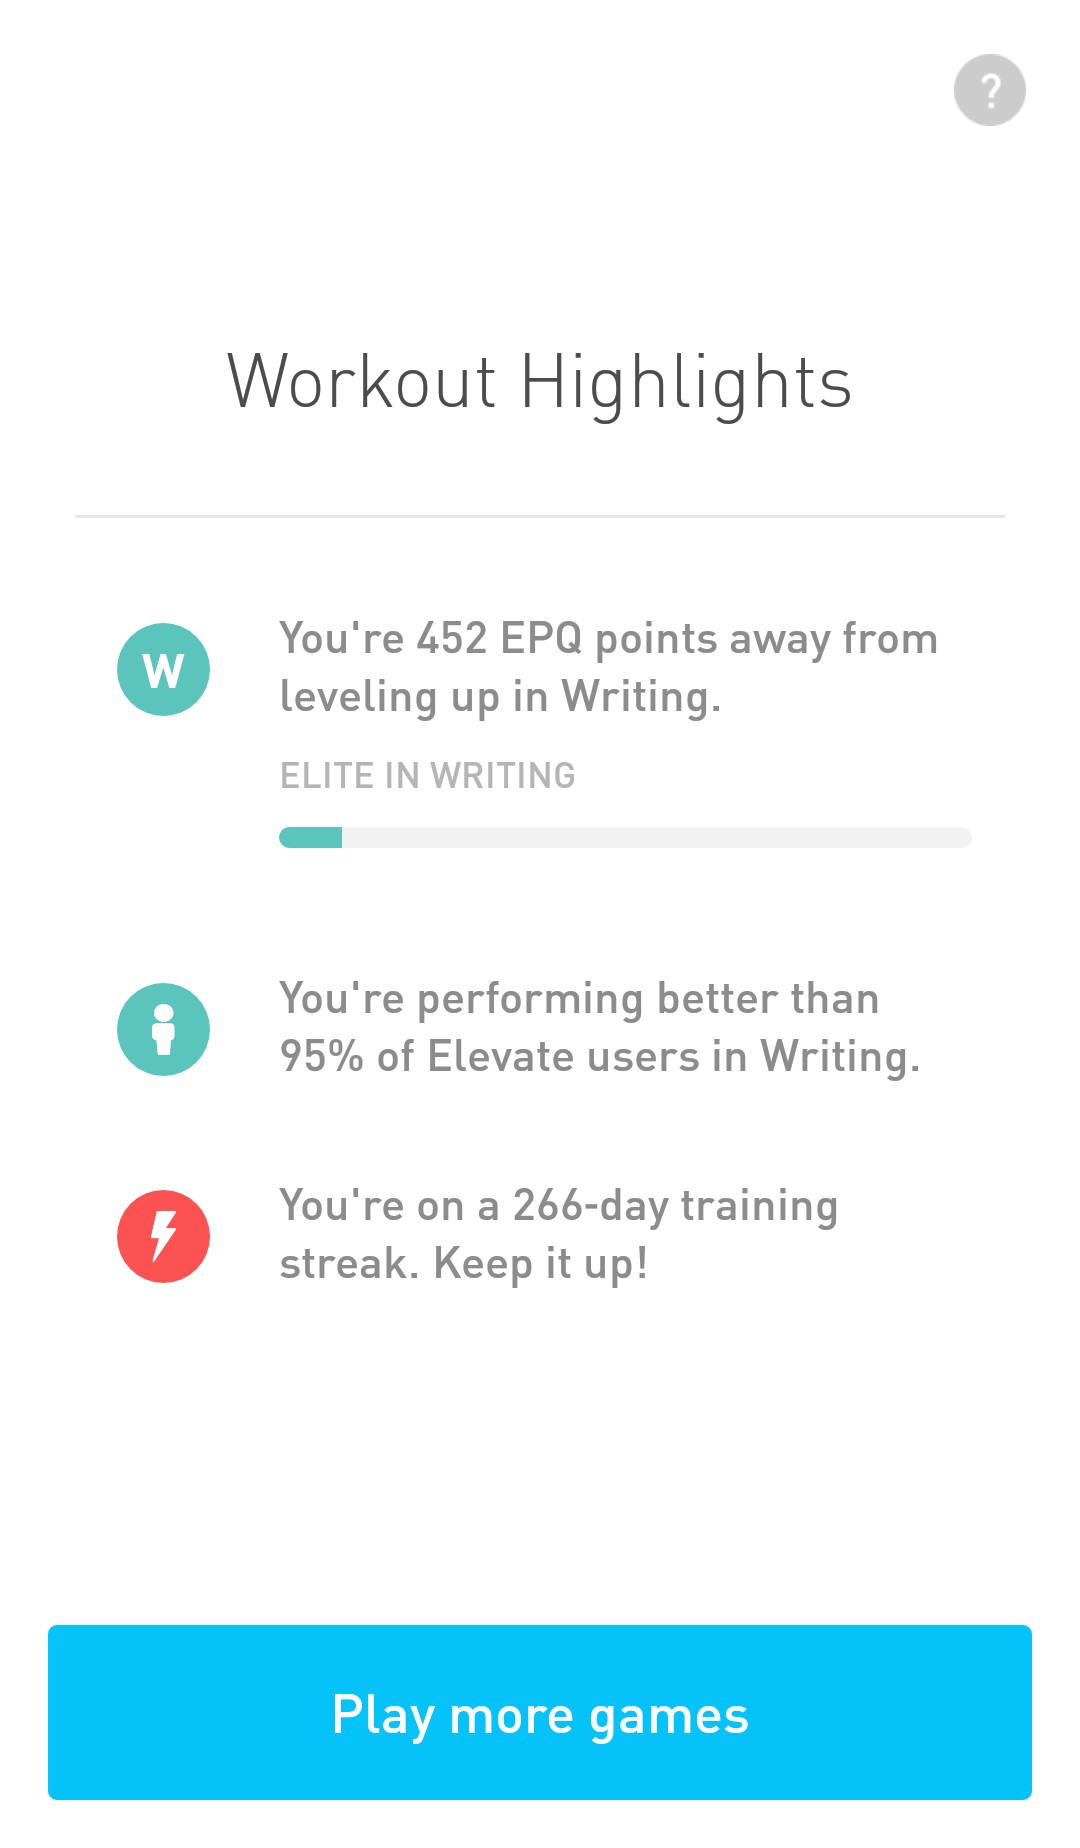 ?
Workout Highlights
W
You're 452 EPQ points away from
leveling up in Writing.
ELITE IN WRITING
You're performing better than
95% of Elevate users in Writing.
You're on a 266-day training
streak. Keep it up!
Play more games